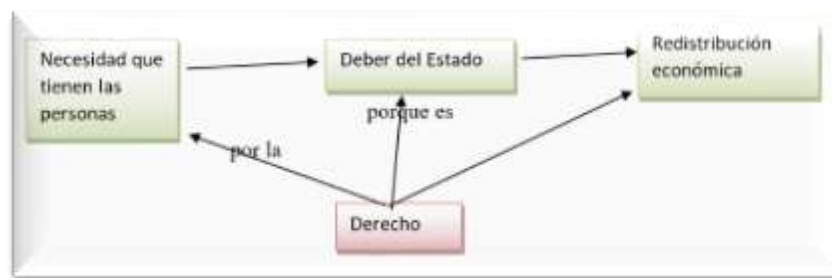 Necesidad que
tienen las
personas
Deber del Estado
Redistribución
económica
porque es
por la
Derecho